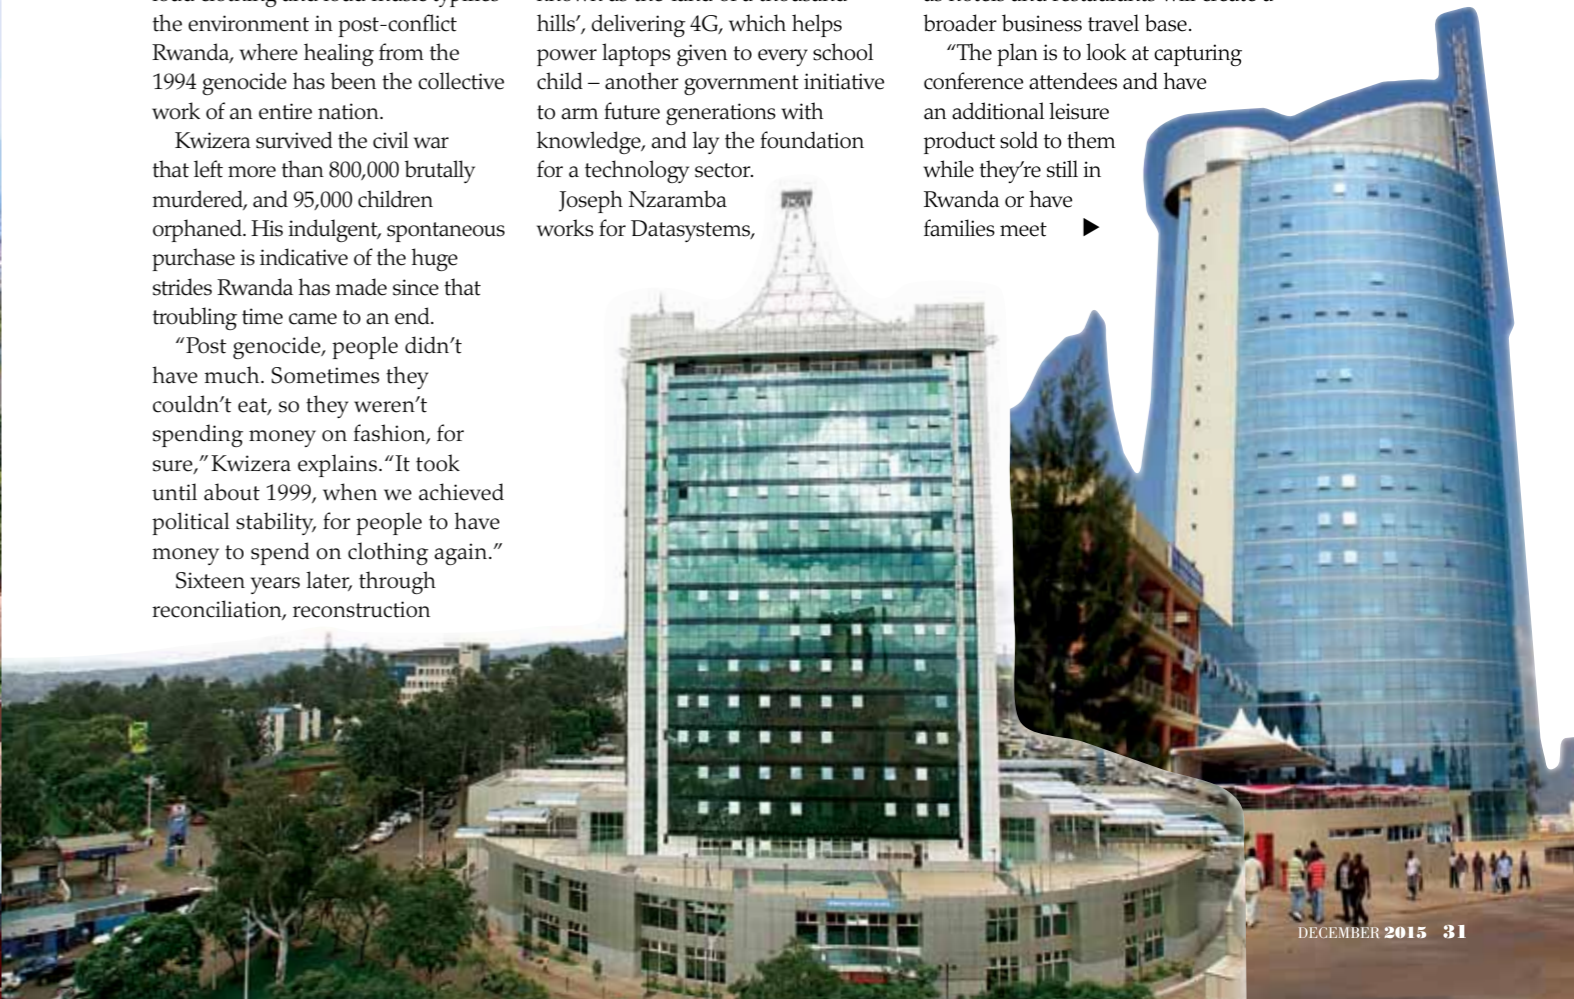 the environment in post-conflict
Rwanda, where healing from the
1994 genocide has been the collective
work of an entire nation.
Kwizera survived the civil war
that left more than 800,000 brutally
murdered, and 95,000 children
orphaned. His indulgent, spontaneous
purchase is indicative of the huge
strides Rwanda has made since that
troubling time came to an end.
“Post genocide, people didn’t
have much. Sometimes they
couldn’t eat, so they weren’t
spending money on fashion, for
sure,” Kwizera explains. “It took
until about 1999, when we achieved
political stability, for people to have
money to spend on clothing again.”
Sixteen years later, through
reconciliation, reconstruction
hills’, delivering 4G, which helps
power laptops given to every school
child – another government initiative
to arm future generations with
knowledge, and lay the foundation
for a technology sector.
Joseph Nzaramba
works for Datasystems,
broader business travel base.
“The plan is to look at capturing
conference attendees and have
an additional leisure
product sold to them
while they’re still in
Rwanda or have
families meet
DECEMBER 2015 31